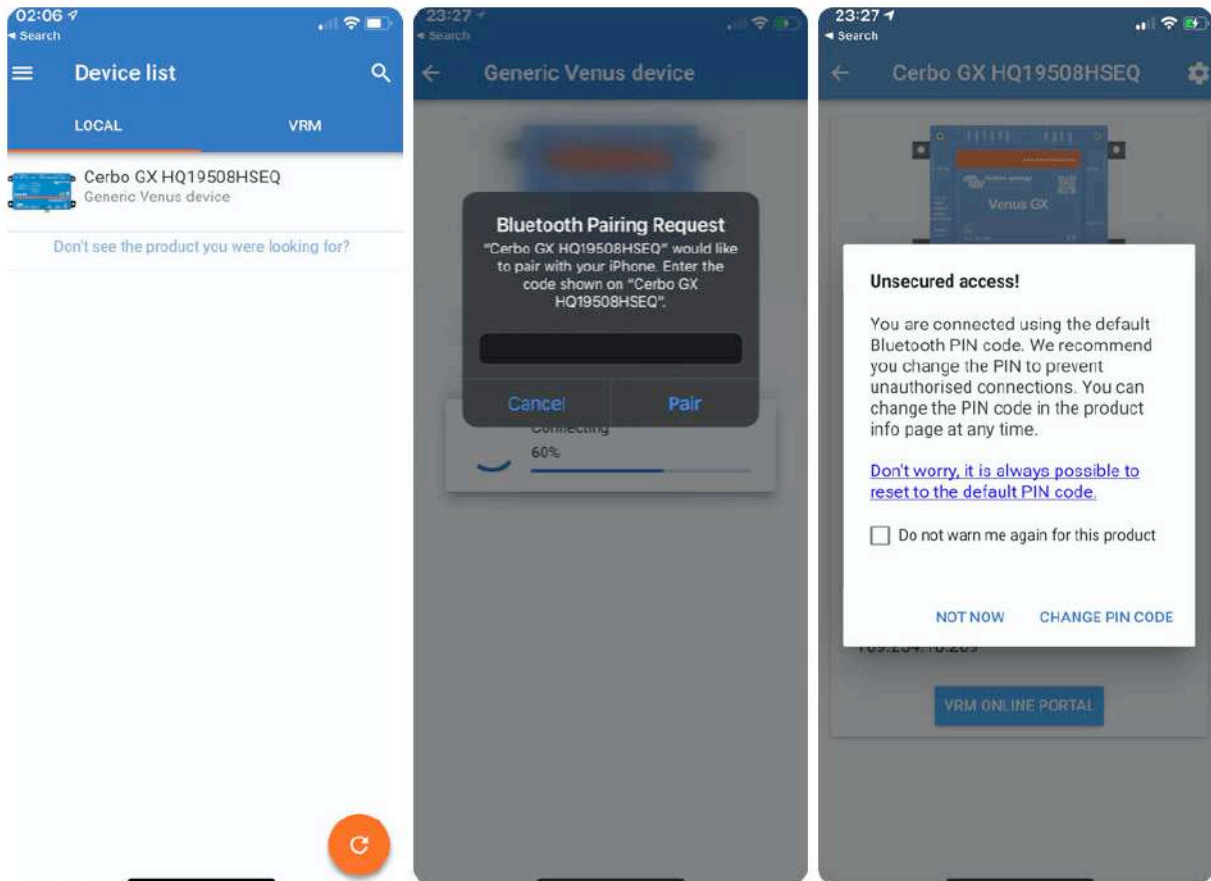 02:06
◄ Search
Device list
LOCAL
VRM
Cerbo GX HQ19508HSEQ
Generic Venus device
Don't see the product you were looking for?
23:27
◄ Search
Generic Venus device
Bluetooth Pairing Request
"Cerbo GX HQ19508HSEQ" would like
to pair with your iPhone. Enter the
code shown on "Cerbo GX
HQ19508HSEQ".
Cancel
Pair
Connecting
60%
23:27
◄ Search
Cerbo GX HQ19508HSEQ
victron energy
Venus GX
Unsecured access!
You are connected using the default
Bluetooth PIN code. We recommend
you change the PIN to prevent
unauthorised connections. You can
change the PIN code in the product
info page at any time.
Don't worry, it is always possible to
reset to the default PIN code.
Do not warn me again for this product
NOT NOW
CHANGE PIN CODE
VRM ONLINE PORTAL